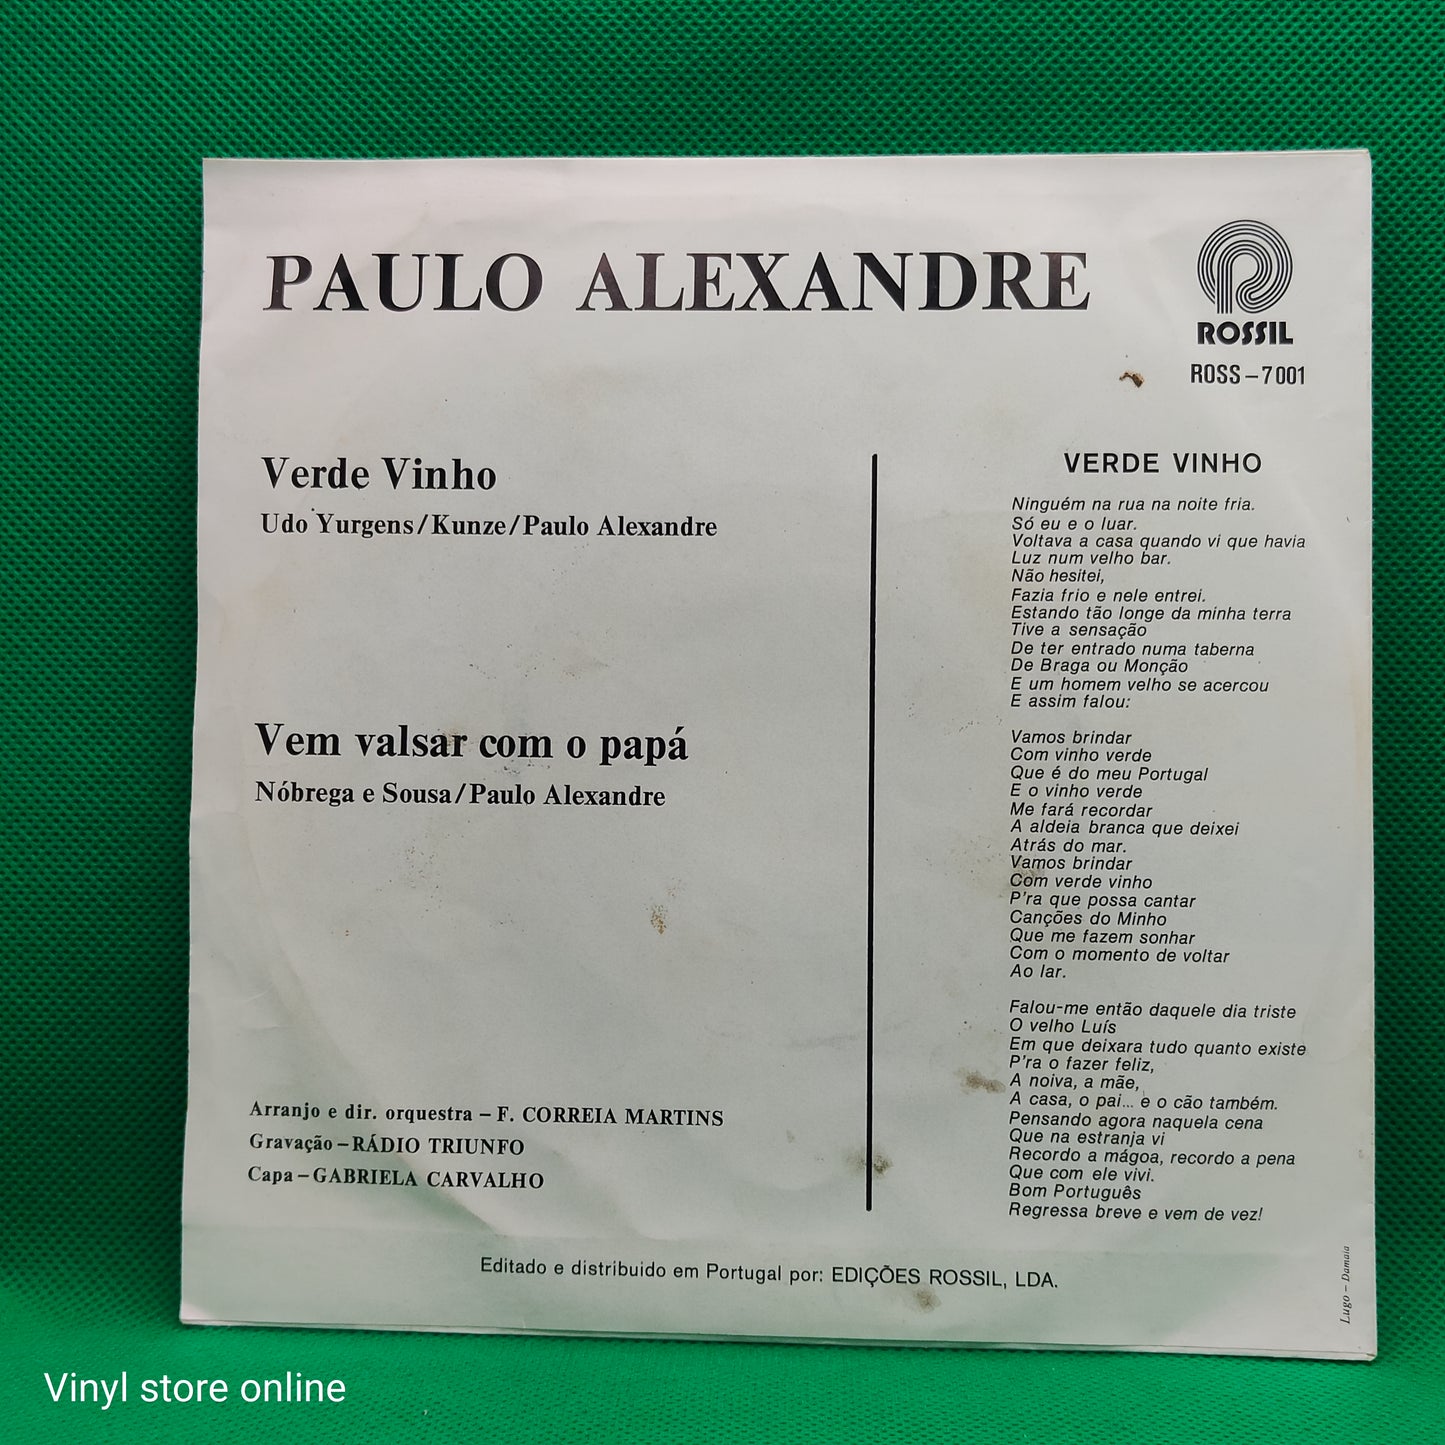 PAULO ALEXANDRE
ROSSIL
ROSS – 7001
Verde Vinho
Udo Yurgens/Kunze/Paulo Alexandre
Vem valsar com o papá
Nóbrega e Sousa/Paulo Alexandre
Arranjo e dir. orquestra – F. CORREIA MARTINS
Gravação – RÁDIO TRIUNFO
Capa – GABRIELA CARVALHO
VERDE VINHO
Ninguém na rua na noite fria.
Só eu e o luar.
Voltava a casa quando vi que havia
Luz num velho bar.
Não hesitei,
Fazia frio e nele entrei.
Estando tão longe da minha terra
Tive a sensação
De ter entrado numa taberna
De Braga ou Monção
E um homem velho se acercou
E assim falou:
Vamos brindar
Com vinho verde
Que é do meu Portugal
E o vinho verde
Me fará recordar
A aldeia branca que deixei
Atrás do mar.
Vamos brindar
Com verde vinho
P'ra que possa cantar
Canções do Minho
Que me fazem sonhar
Com o momento de voltar
Ao lar.
Falou-me então daquele dia triste
O velho Luís
Em que deixara tudo quanto existe
P'ra o fazer feliz,
A noiva, a mãe,
A casa, o pai... e o cão também.
Pensando agora naquela cena
Que na estranja vi
Recordo a mágoa, recordo a pena
Que com ele vivi.
Bom Português
Regressa breve e vem de vez!
Editado e distribuido em Portugal por: EDIÇÕES ROSSIL, LDA.
Lugo – Damaia
Vinyl store online